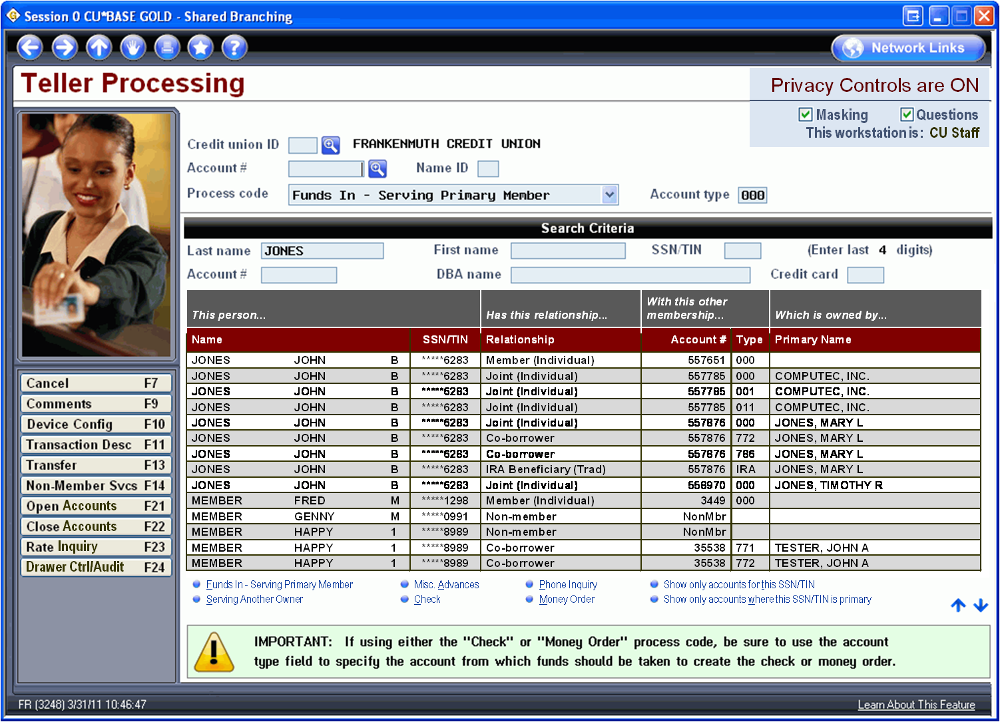 Session 0 CU*BASE GOLD - Shared Branching
Network Links
Teller Processing
Privacy Controls are ON
Masking Questions
This workstation is: CU Staff
Credit union ID FRANKENMUTH CREDIT UNION
Account # Name ID
Process code Funds In - Serving Primary Member Account type 000
Search Criteria
Last name JONES First name SSN/TIN (Enter last 4 digits)
Account # DBA name Credit card
This person... Has this relationship... With this other membership... Which is owned by...
Name SSN/TIN Relationship Account # Type Primary Name
JONES JOHN B *****6283 Member (Individual) 557651 000
JONES JOHN B *****6283 Joint (Individual) 557785 000 COMPUTEC, INC.
JONES JOHN B *****6283 Joint (Individual) 557785 001 COMPUTEC, INC.
JONES JOHN B *****6283 Joint (Individual) 557785 011 COMPUTEC, INC.
JONES JOHN B *****6283 Joint (Individual) 557876 000 JONES, MARY L
JONES JOHN B *****6283 Co-borrower 557876 772 JONES, MARY L
JONES JOHN B *****6283 Co-borrower 557876 786 JONES, MARY L
JONES JOHN B *****6283 IRA Beneficiary (Trad) 557876 IRA JONES, MARY L
JONES JOHN B *****6283 Joint (Individual) 558970 000 JONES, TIMOTHY R
MEMBER FRED M *****1298 Member (Individual) 3449 000
MEMBER GENNY M *****0991 Non-member NonMbr
MEMBER HAPPY 1 *****8989 Non-member NonMbr
MEMBER HAPPY 1 *****8989 Co-borrower 35538 771 TESTER, JOHN A
MEMBER HAPPY 1 *****8989 Co-borrower 35538 772 TESTER, JOHN A
Cancel F7
Comments F9
Device Config F10
Transaction Desc F11
Transfer F13
Non-Member Svcs F14
Open Accounts F21
Close Accounts F22
Rate Inquiry F23
Drawer Ctrl/Audit F24
Funds In - Serving Primary Member Misc. Advances Phone Inquiry Show only accounts for this SSN/TIN
Serving Another Owner Check Money Order Show only accounts where this SSN/TIN is primary
IMPORTANT: If using either the "Check" or "Money Order" process code, be sure to use the account
type field to specify the account from which funds should be taken to create the check or money order.
FR (3248) 3/31/11 10:46:47
Learn About This Feature